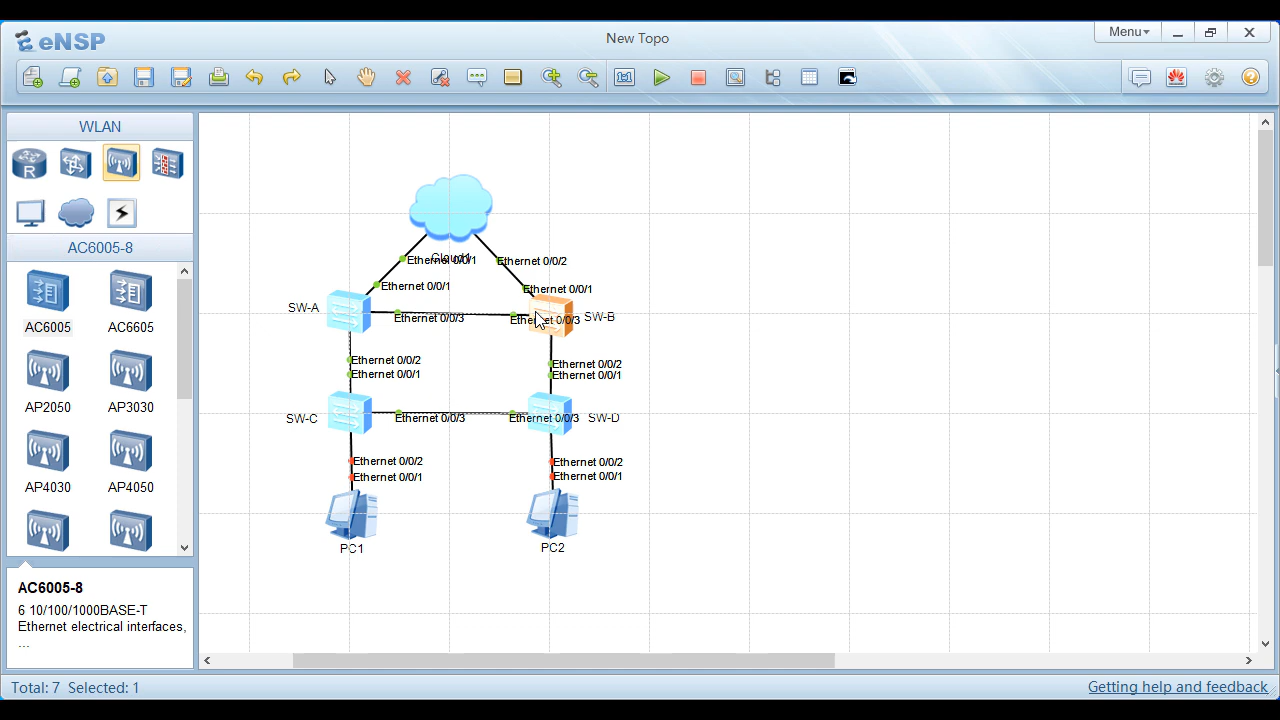 eNSP
New Topo
Menu
WLAN
R
AC6005-8
AC6005
AC6605
AP2050
AP3030
AP4030
AP4050
AC6005-8
6 10/100/1000BASE-T
Ethernet electrical interfaces,
...
Cloud1
Ethernet 0/0/1
Ethernet 0/0/2
Ethernet 0/0/1
Ethernet 0/0/1
SW-A
Ethernet 0/0/3
Ethernet 0/0/3
SW-B
Ethernet 0/0/2
Ethernet 0/0/1
Ethernet 0/0/2
Ethernet 0/0/1
SW-C
Ethernet 0/0/3
Ethernet 0/0/3
SW-D
Ethernet 0/0/2
Ethernet 0/0/1
Ethernet 0/0/2
Ethernet 0/0/1
PC1
PC2
Total: 7 Selected: 1
Getting help and feedback